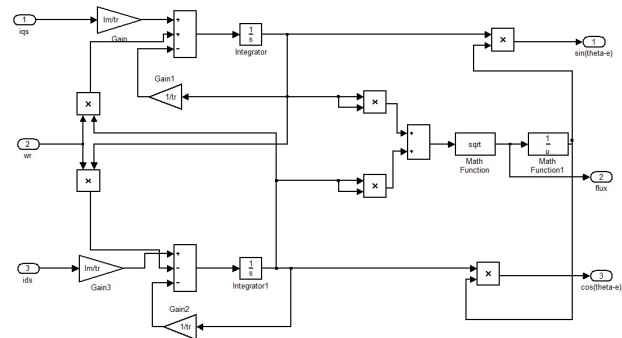 1
iqs
lm/tr
Gain
+
+
−
1
s
Integrator
×
1
sin(theta-e)
Gain1
1/tr
×
×
2
wr
+
+
sqrt
Math
Function
1
u
Math
Function1
×
×
2
flux
3
ids
lm/tr
Gain3
+
−
−
1
s
Integrator1
×
3
cos(theta-e)
Gain2
1/tr